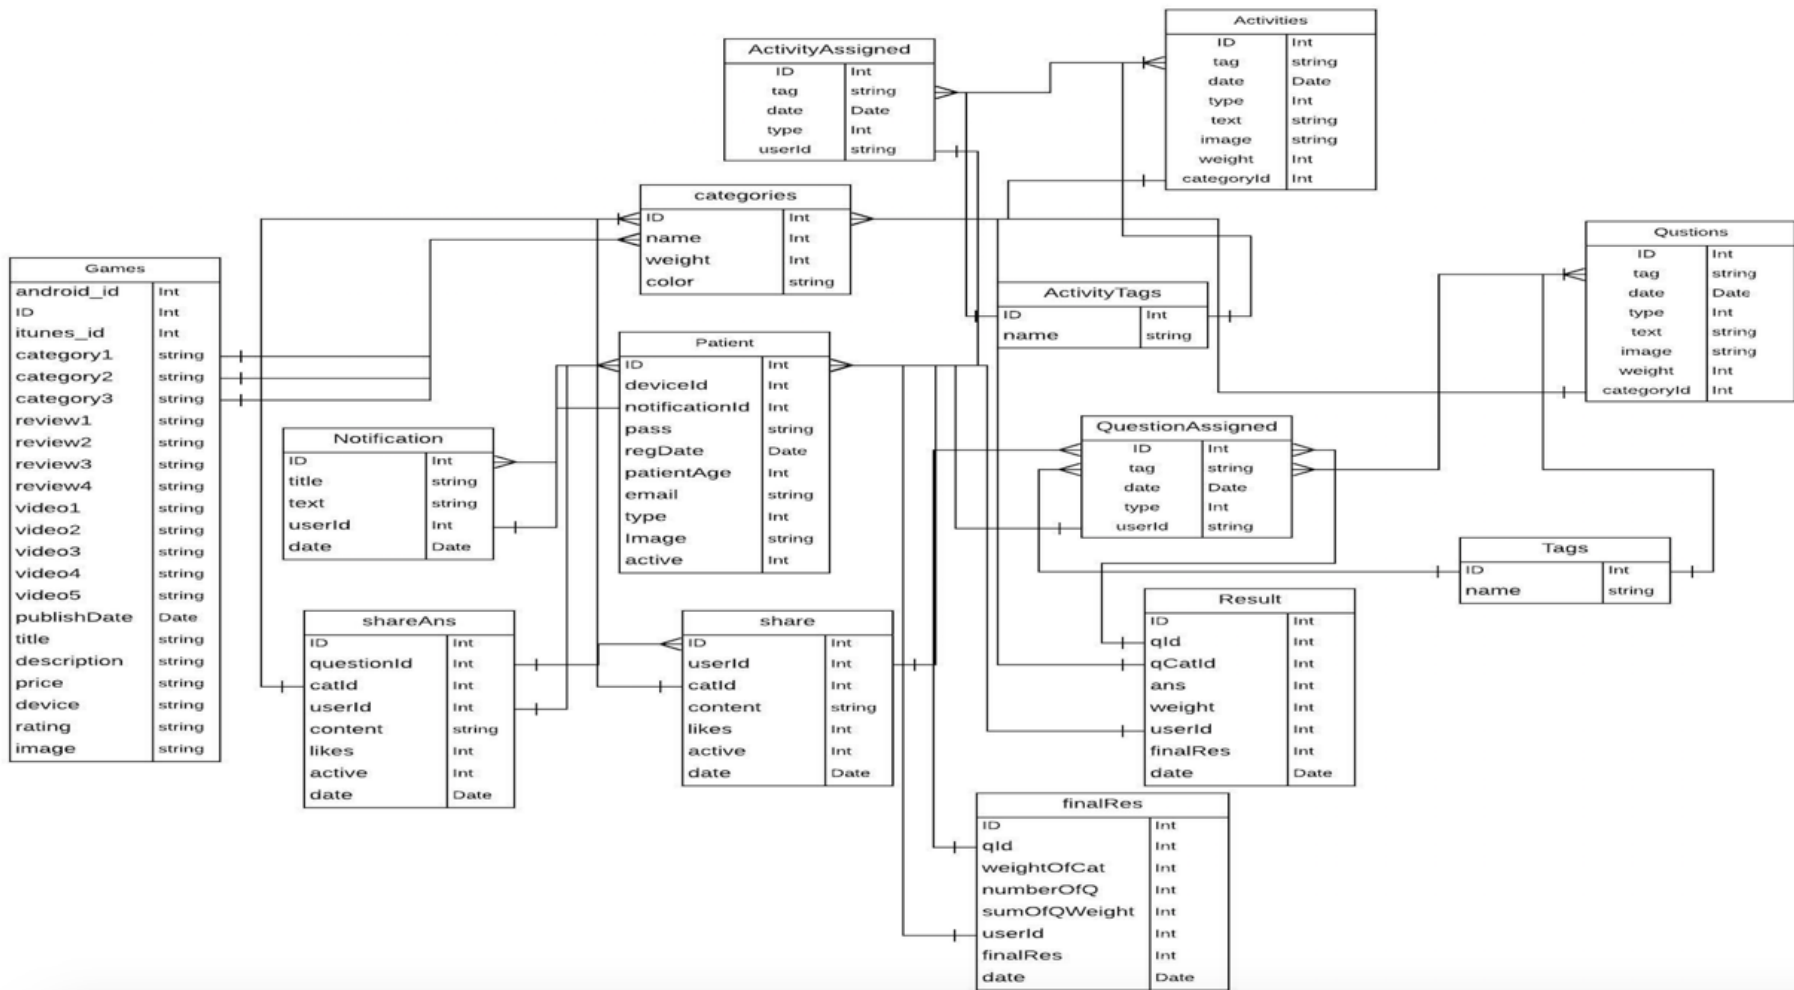 Activities
ID Int
tag string
date Date
type Int
text string
image string
weight Int
categoryId Int
ActivityAssigned
ID Int
tag string
date Date
type Int
userId string
categories
ID Int
name Int
weight Int
color string
Qustions
ID Int
tag string
date Date
type Int
text string
image string
weight Int
categoryId Int
Games
android_id Int
ID Int
itunes_id Int
category1 string
category2 string
category3 string
review1 string
review2 string
review3 string
review4 string
video1 string
video2 string
video3 string
video4 string
video5 string
publishDate Date
title string
description string
price string
device string
rating string
image string
ActivityTags
ID Int
name string
Patient
ID Int
deviceId Int
notificationId Int
pass string
regDate Date
patientAge Int
email string
type Int
Image string
active Int
Notification
ID Int
title string
text string
userId Int
date Date
QuestionAssigned
ID Int
tag string
date Date
type Int
userId string
Tags
ID Int
name string
shareAns
ID Int
questionId Int
catId Int
userId Int
content string
likes Int
active Int
date Date
share
ID Int
userId Int
catId Int
content string
likes Int
active Int
date Date
Result
ID Int
qId Int
qCatId Int
ans Int
weight Int
userId Int
finalRes Int
date Date
finalRes
ID Int
qId Int
weightOfCat Int
numberOfQ Int
sumOfQWeight Int
userId Int
finalRes Int
date Date